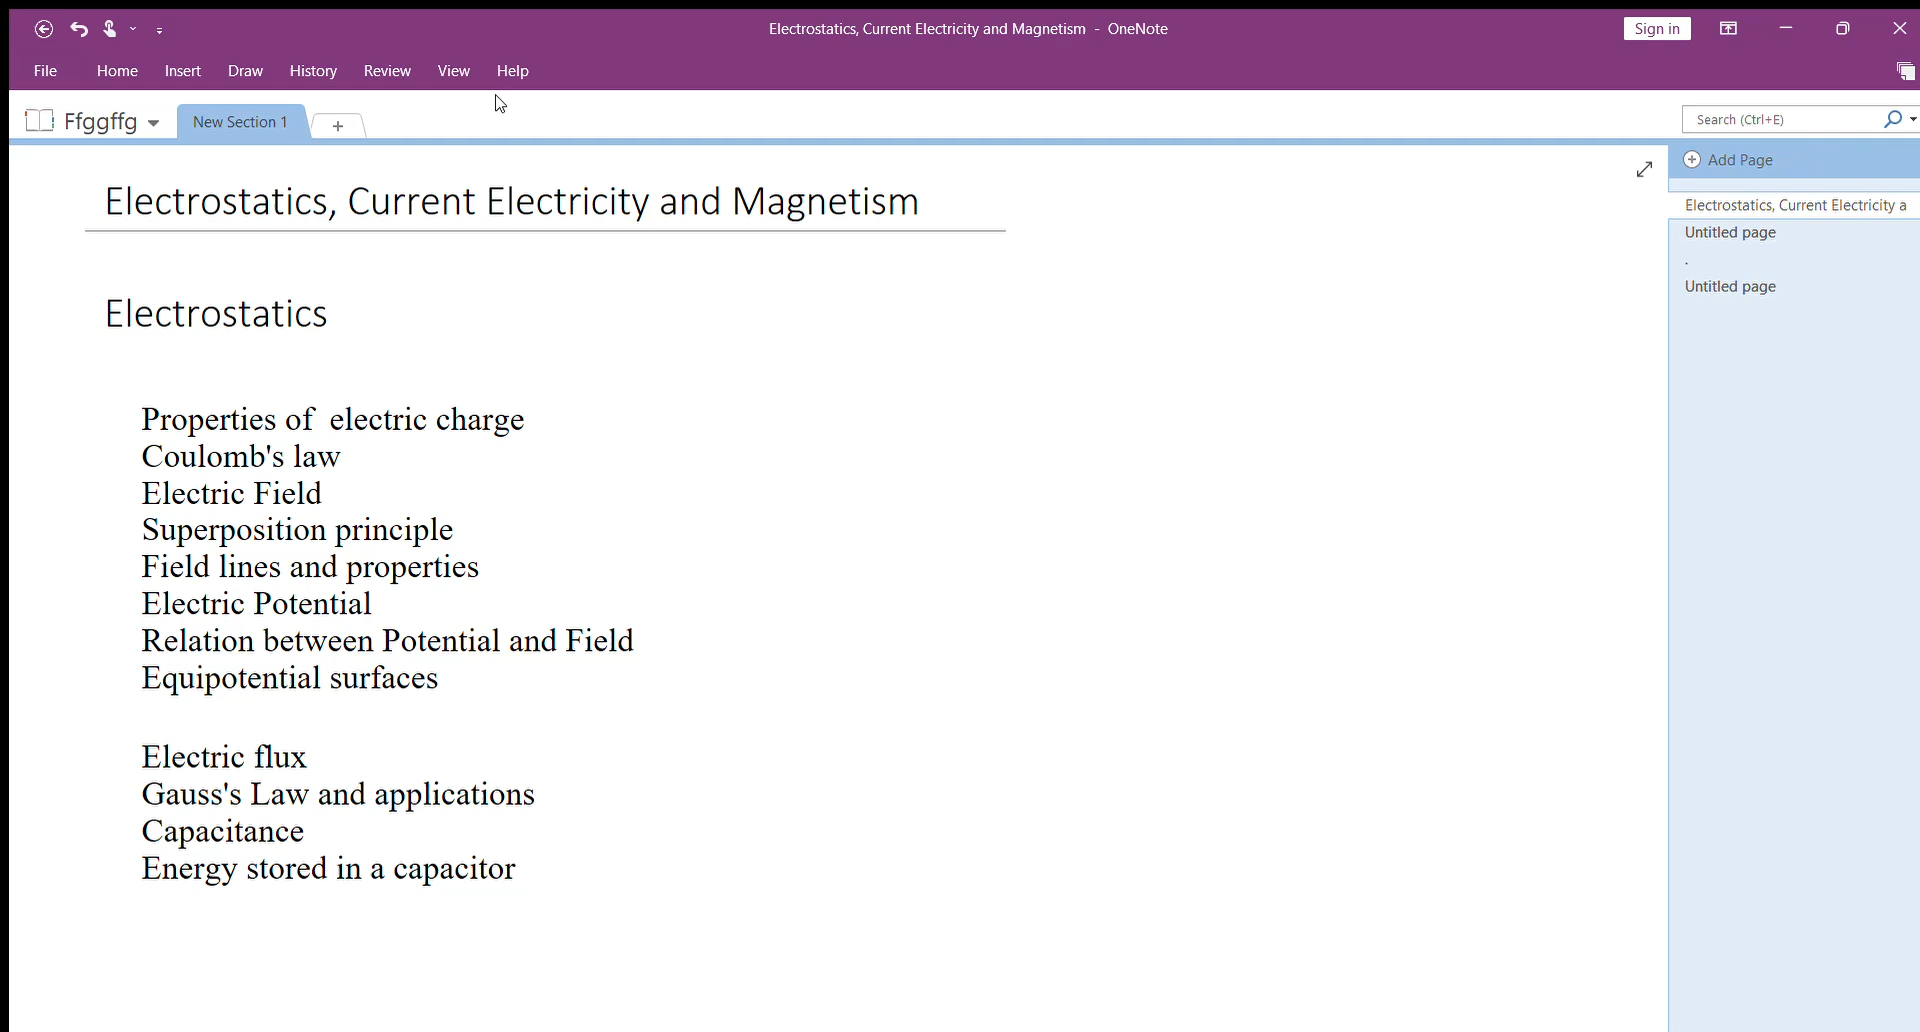 Electrostatics, Current Electricity and Magnetism - OneNote
Sign in
File Home Insert Draw History Review View Help
Ffggffg New Section 1 +
Search (Ctrl+E)
Add Page
Electrostatics, Current Electricity a
Untitled page
.
Untitled page
Electrostatics, Current Electricity and Magnetism
Electrostatics
Properties of electric charge
Coulomb's law
Electric Field
Superposition principle
Field lines and properties
Electric Potential
Relation between Potential and Field
Equipotential surfaces
Electric flux
Gauss's Law and applications
Capacitance
Energy stored in a capacitor